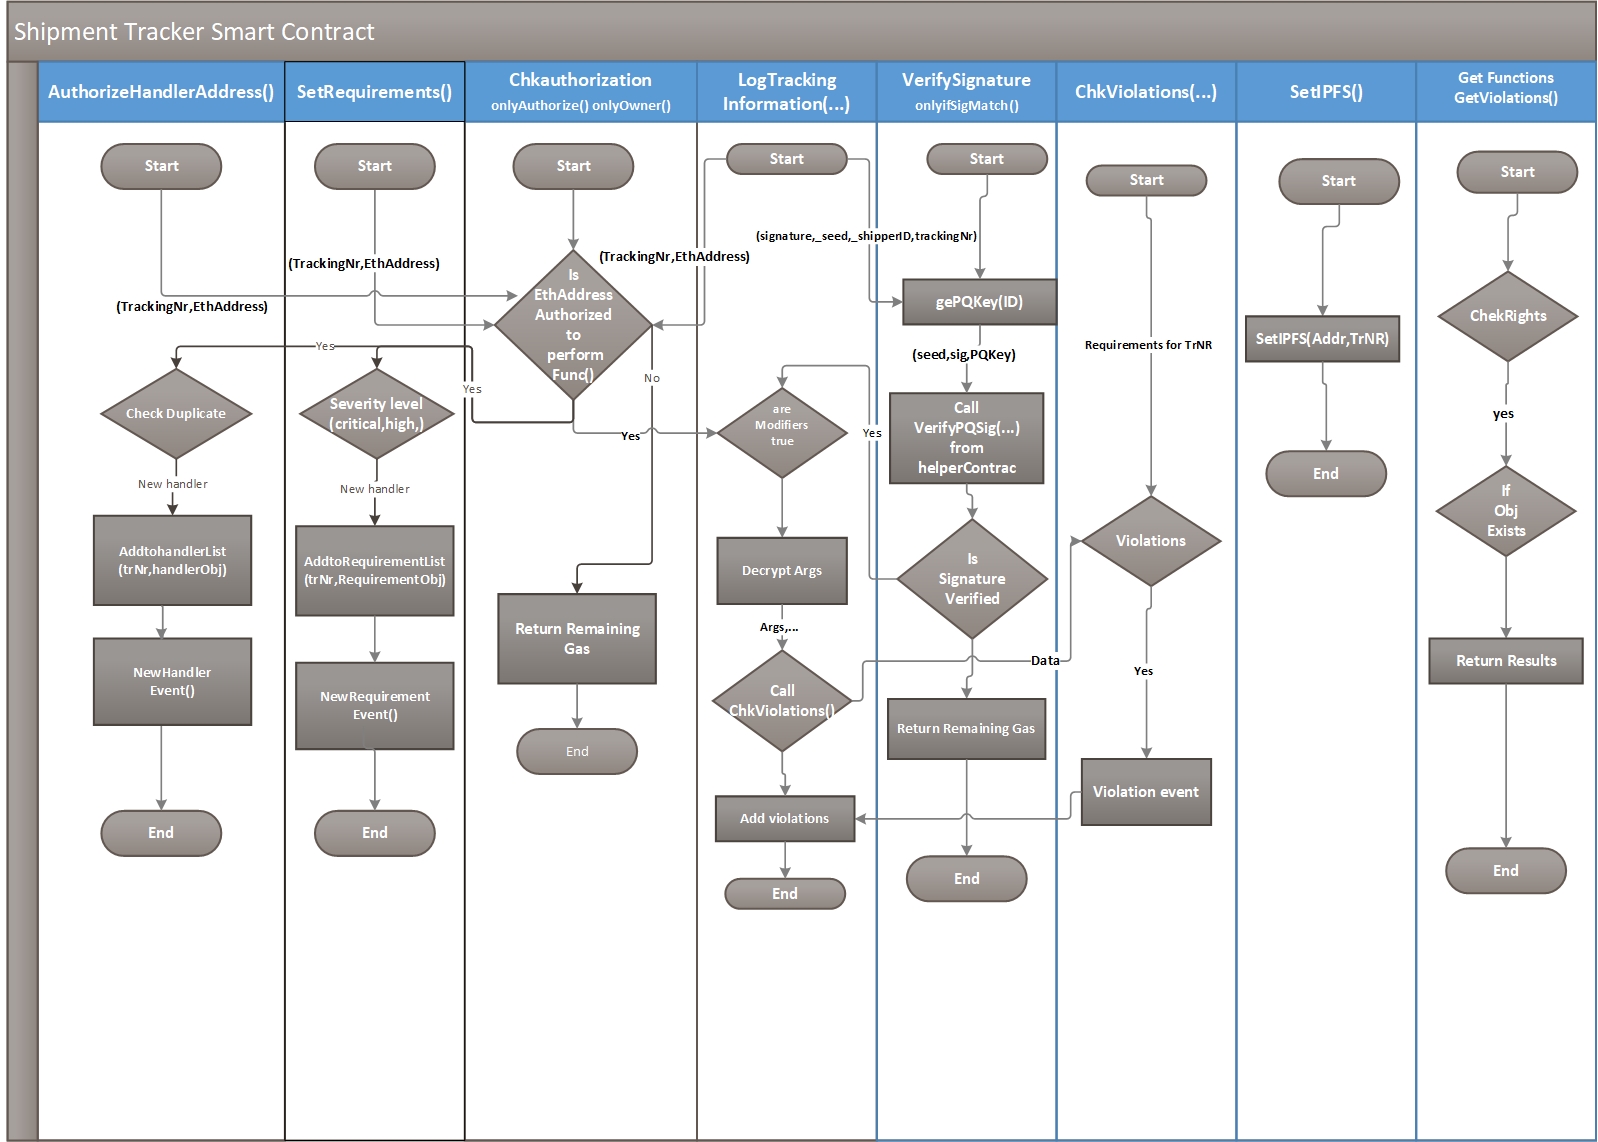 Shipment Tracker Smart Contract
AuthorizeHandlerAddress()
Start
(TrackingNr,EthAddress)
Yes
Check Duplicate
New handler
AddtohandlerList
(trNr,handlerObj)
NewHandler
Event()
End
SetRequirements()
Start
(TrackingNr,EthAddress)
Severity level
(critical,high,)
New handler
AddtoRequirementList
(trNr,RequirementObj)
NewRequirement
Event()
End
Chkauthorization
onlyAuthorize() onlyOwner()
Start
(TrackingNr,EthAddress)
Is
EthAddress
Authorized
to
perform
Func()
Yes
No
Yes
Return Remaining
Gas
End
LogTracking
Information(...)
Start
(signature,_seed,_shipperID,trackingNr)
are
Modifiers
true
Decrypt Args
Args,...
Call
ChkViolations()
Add violations
End
VerifySignature
onlyifSigMatch()
Start
gePQKey(ID)
(seed,sig,PQKey)
Call
VerifyPQSig(...)
from
helperContrac
Yes
Is
Signature
Verified
Data
Return Remaining Gas
End
ChkViolations(...)
Start
Requirements for TrNR
Violations
Yes
Violation event
SetIPFS()
Start
SetIPFS(Addr,TrNR)
End
Get Functions
GetViolations()
Start
ChekRights
yes
If
Obj
Exists
Return Results
End